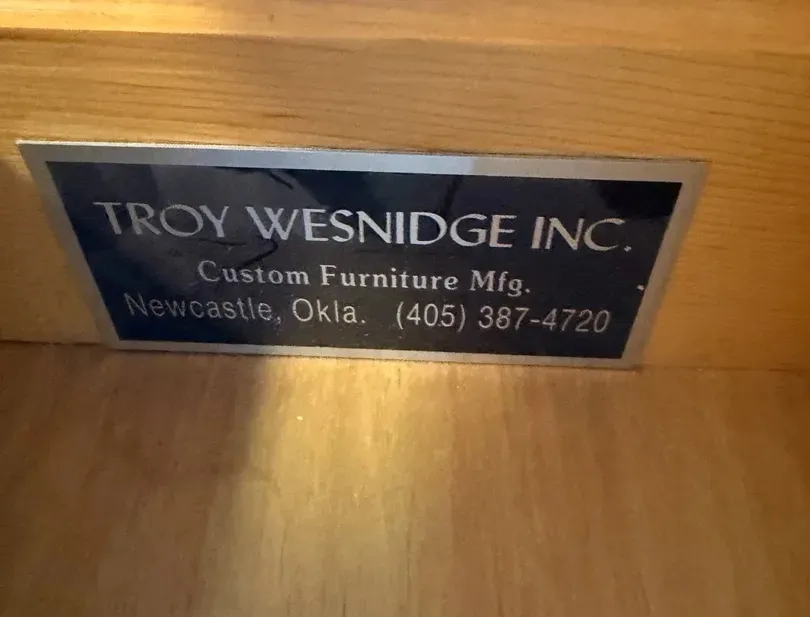 TROY WESNIDGE INC.
Custom Furniture Mfg.
Newcastle, Okla. (405) 387-4720